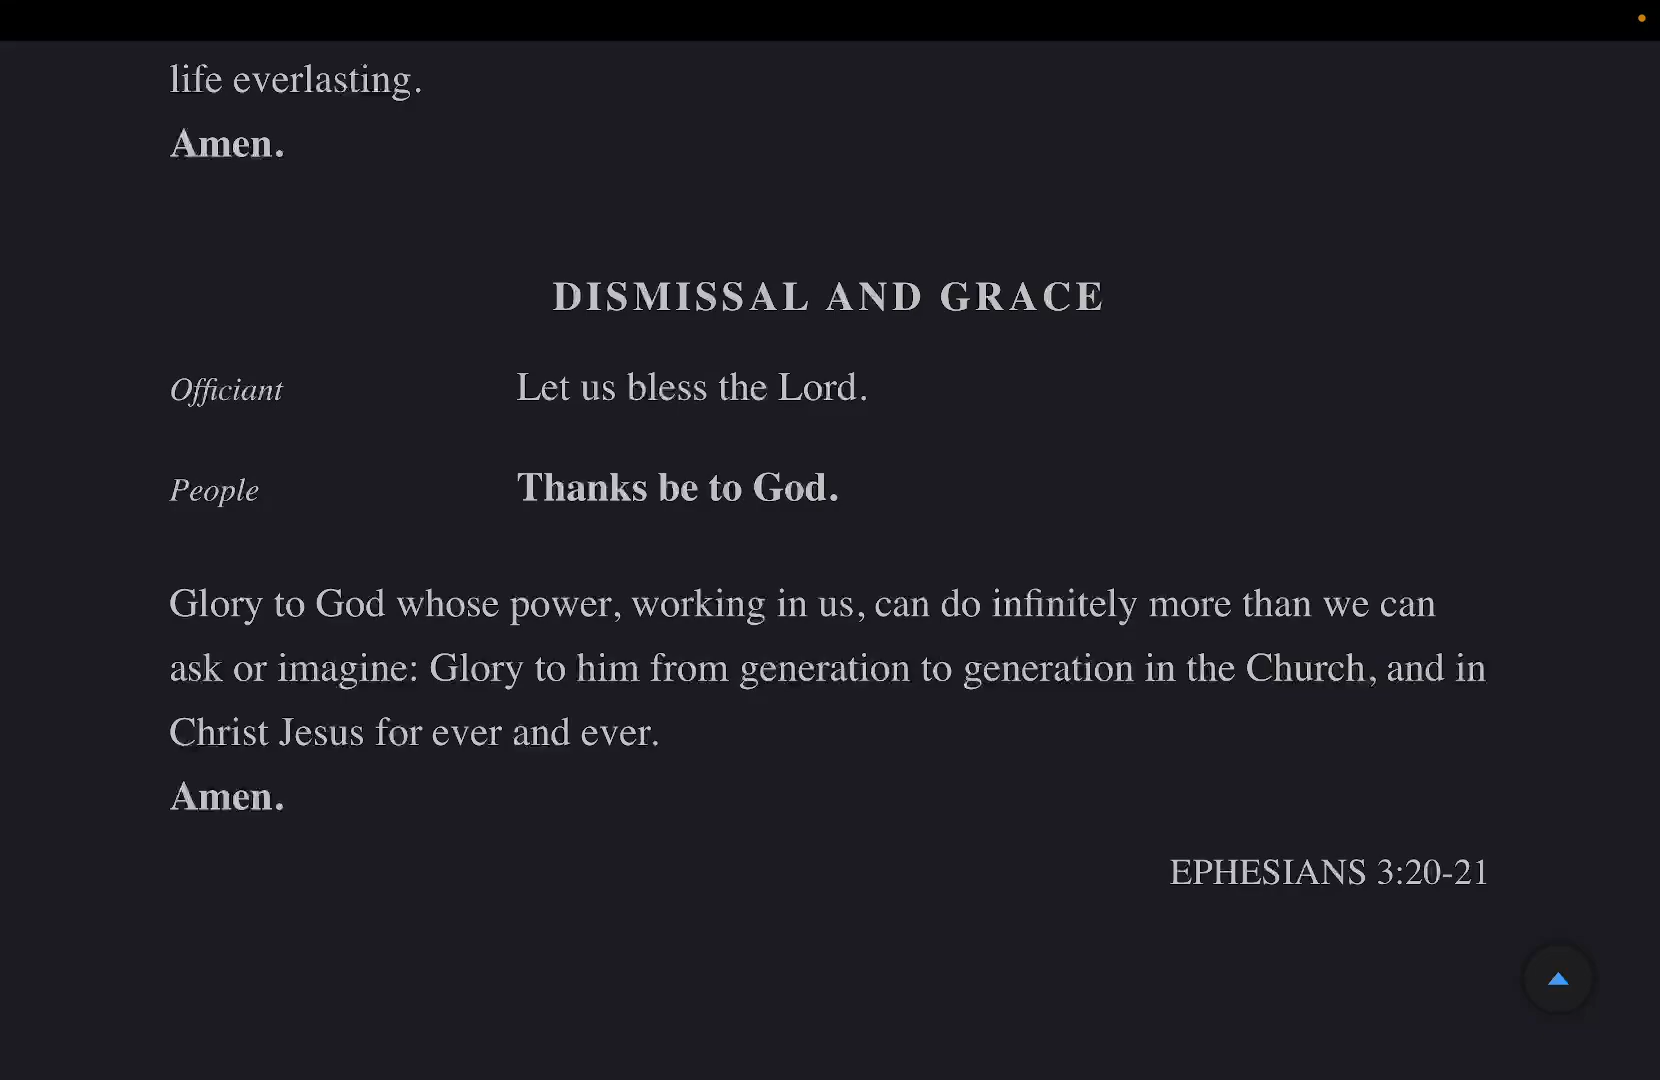 life everlasting.
Amen.
DISMISSAL AND GRACE
Officiant Let us bless the Lord.
People Thanks be to God.
Glory to God whose power, working in us, can do infinitely more than we can
ask or imagine: Glory to him from generation to generation in the Church, and in
Christ Jesus for ever and ever.
Amen.
EPHESIANS 3:20-21